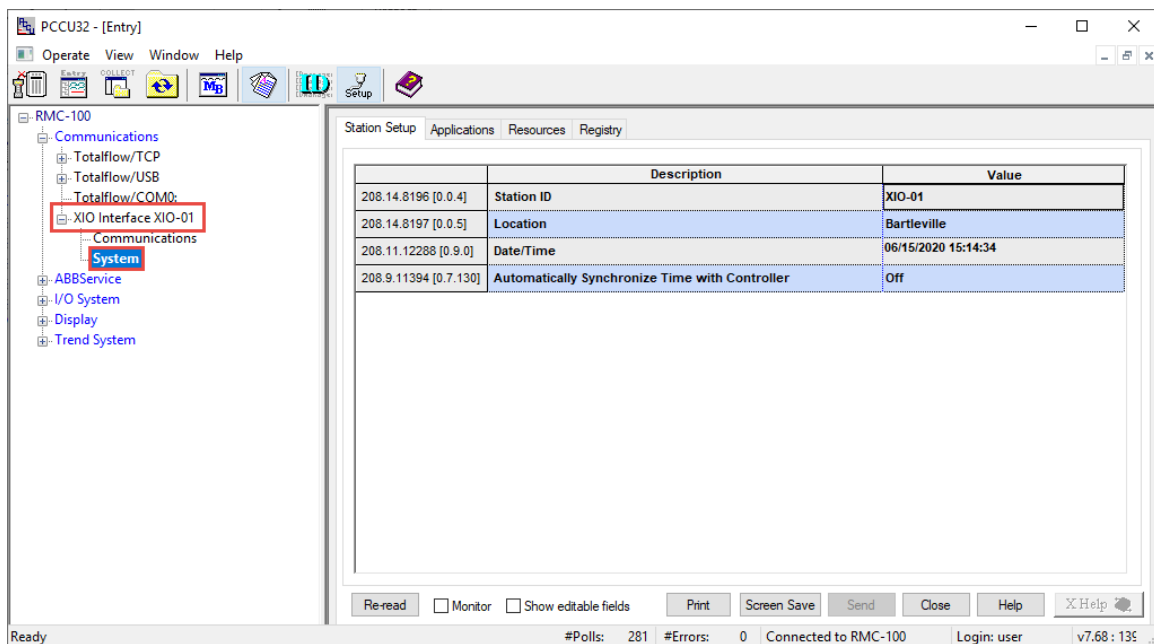 PCCU32 - [Entry]
Operate View Window Help
Entry COLLECT MB ID Setup
RMC-100
Communications
Totalflow/TCP
Totalflow/USB
Totalflow/COM0:
XIO Interface XIO-01
Communications
System
ABBService
I/O System
Display
Trend System
Station Setup Applications Resources Registry
Description Value
208.14.8196 [0.0.4] Station ID XIO-01
208.14.8197 [0.0.5] Location Bartleville
208.11.12288 [0.9.0] Date/Time 06/15/2020 15:14:34
208.9.11394 [0.7.130] Automatically Synchronize Time with Controller Off
Re-read Monitor Show editable fields Print Screen Save Send Close Help X Help
Ready #Polls: 281 #Errors: 0 Connected to RMC-100 Login: user v7.68 : 139